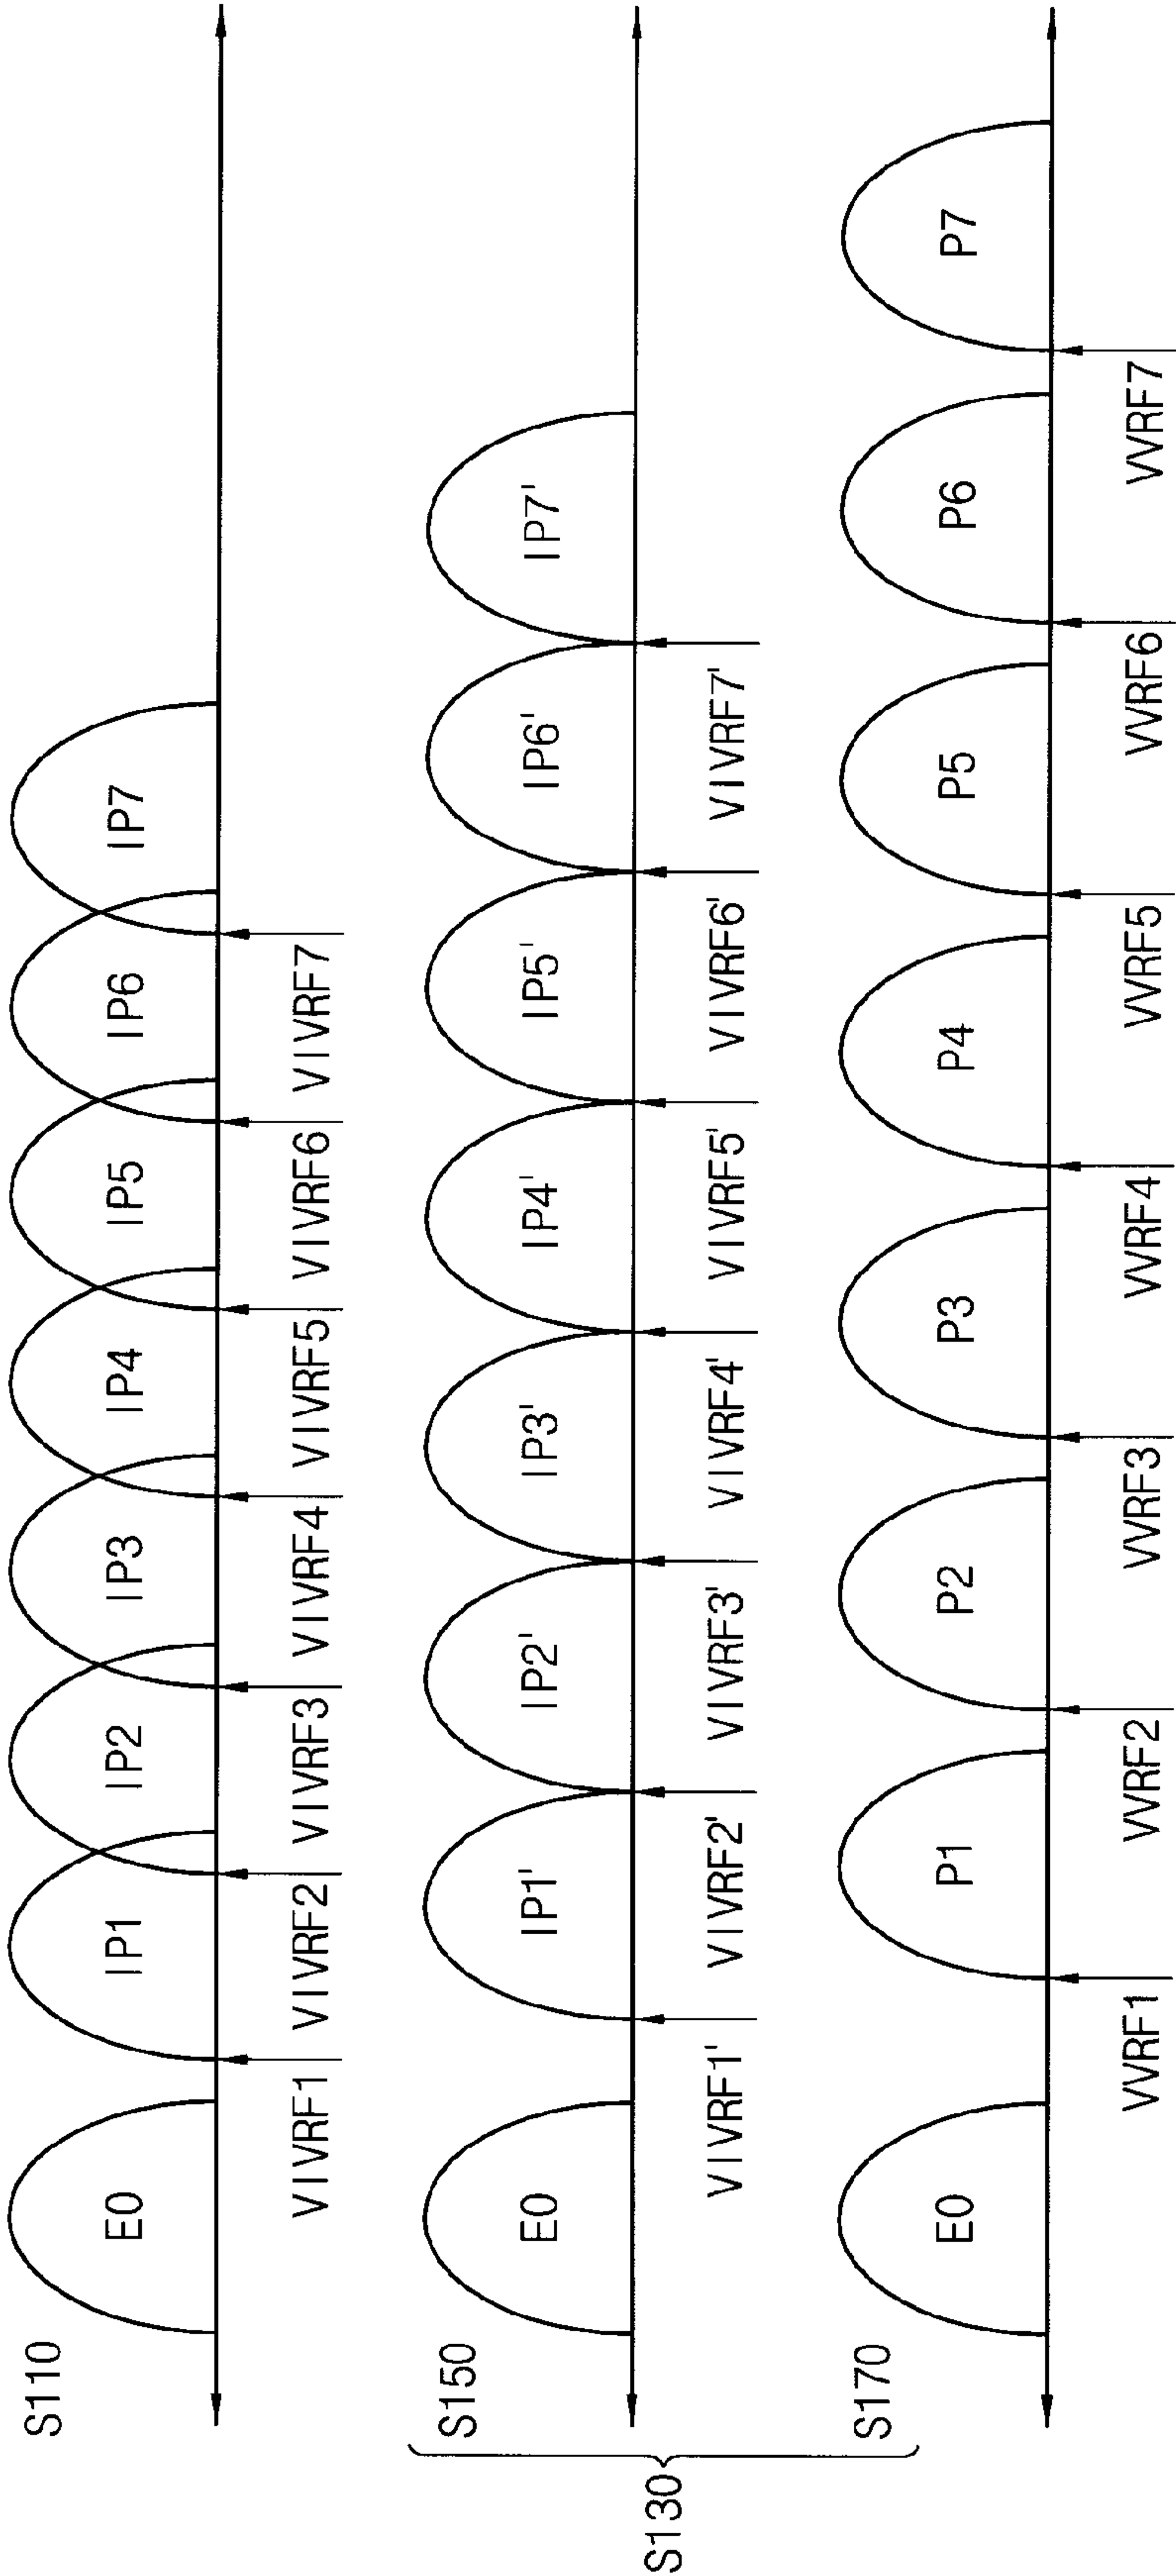 S110
E0 IP1 IP2 IP3 IP4 IP5 IP6 IP7
VIVRF1 VIVRF2 VIVRF3 VIVRF4 VIVRF5 VIVRF6 VIVRF7
S130
S150
E0 IP1' IP2' IP3' IP4' IP5' IP6' IP7'
VIVRF1' VIVRF2' VIVRF3' VIVRF4' VIVRF5' VIVRF6' VIVRF7'
S170
E0 P1 P2 P3 P4 P5 P6 P7
VVRF1 VVRF2 VVRF3 VVRF4 VVRF5 VVRF6 VVRF7